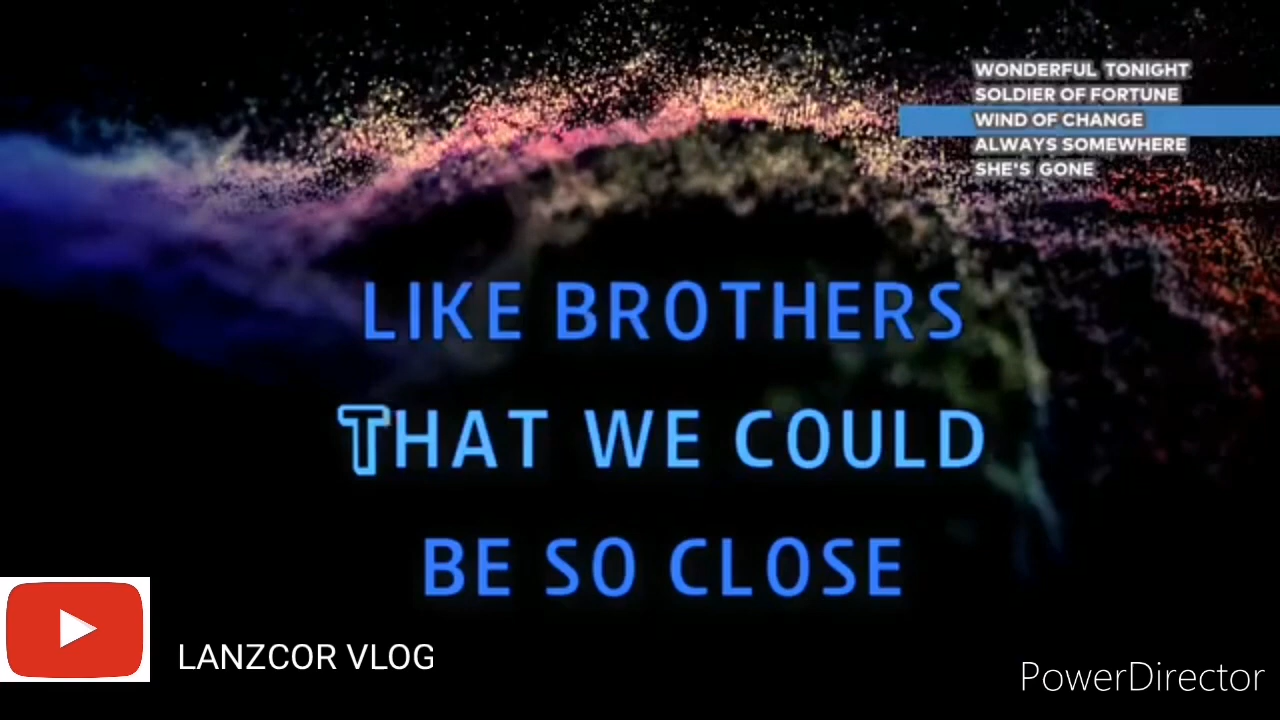 WONDERFUL TONIGHT
SOLDIER OF FORTUNE
WIND OF CHANGE
ALWAYS SOMEWHERE
SHE'S GONE
LIKE BROTHERS
THAT WE COULD
BE SO CLOSE
LANZCOR VLOG
PowerDirector